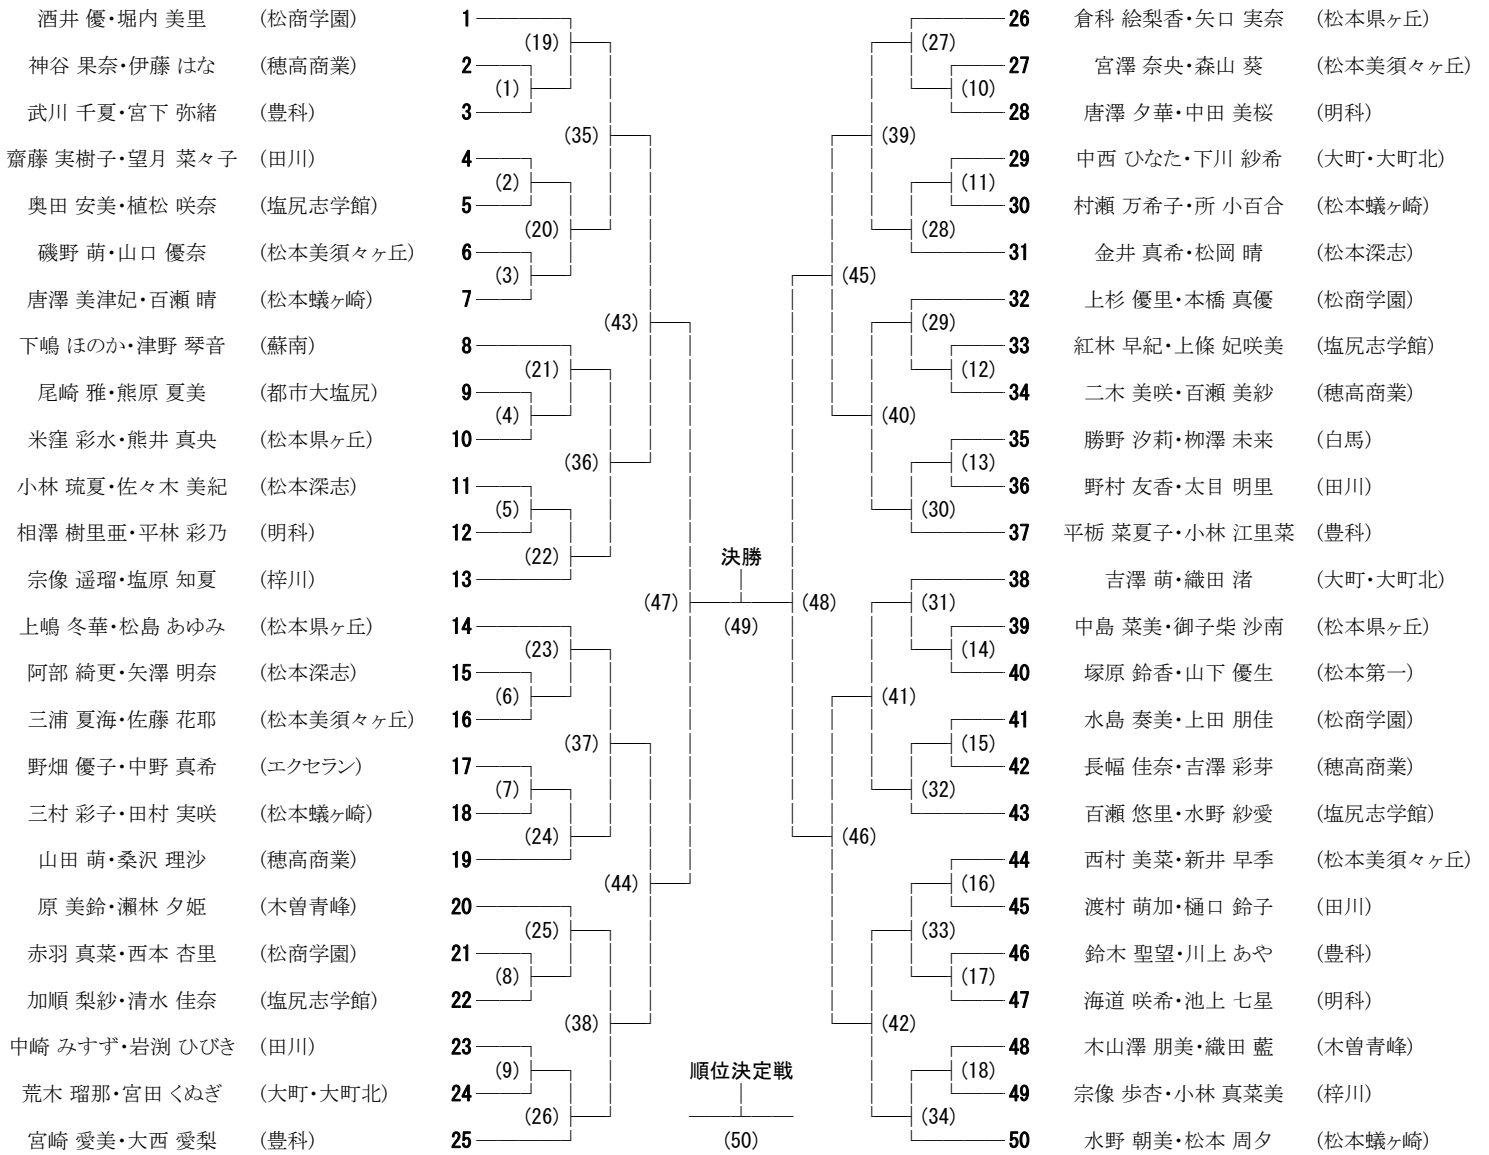 酒井 優・堀内 美里 (松商学園) 1
神谷 果奈・伊藤 はな (穂高商業) 2
武川 千夏・宮下 弥緒 (豊科) 3
齋藤 実樹子・望月 菜々子 (田川) 4
奥田 安美・植松 咲奈 (塩尻志学館) 5
磯野 萌・山口 優奈 (松本美須々ヶ丘) 6
唐澤 美津妃・百瀬 晴 (松本蟻ヶ崎) 7
下嶋 ほのか・津野 琴音 (蘇南) 8
尾崎 雅・熊原 夏美 (都市大塩尻) 9
米窪 彩水・熊井 真央 (松本県ヶ丘) 10
小林 琉夏・佐々木 美紀 (松本深志) 11
相澤 樹里亜・平林 彩乃 (明科) 12
宗像 遥瑠・塩原 知夏 (梓川) 13
上嶋 冬華・松島 あゆみ (松本県ヶ丘) 14
阿部 綺更・矢澤 明奈 (松本深志) 15
三浦 夏海・佐藤 花耶 (松本美須々ヶ丘) 16
野畑 優子・中野 真希 (エクセラン) 17
三村 彩子・田村 実咲 (松本蟻ヶ崎) 18
山田 萌・桑沢 理沙 (穂高商業) 19
原 美鈴・瀬林 夕姫 (木曽青峰) 20
赤羽 真菜・西本 杏里 (松商学園) 21
加順 梨紗・清水 佳奈 (塩尻志学館) 22
中崎 みすず・岩渕 ひびき (田川) 23
荒木 瑠那・宮田 くぬぎ (大町・大町北) 24
宮崎 愛美・大西 愛梨 (豊科) 25
(1)
(2)
(3)
(4)
(5)
(6)
(7)
(8)
(9)
(19)
(20)
(21)
(22)
(23)
(24)
(25)
(26)
(35)
(36)
(37)
(38)
(43)
(44)
(47)
決勝
(49)
順位決定戦
(50)
(48)
(45)
(46)
(39)
(40)
(41)
(42)
(27)
(28)
(29)
(30)
(31)
(32)
(33)
(34)
(10)
(11)
(12)
(13)
(14)
(15)
(16)
(17)
(18)
26 倉科 絵梨香・矢口 実奈 (松本県ヶ丘)
27 宮澤 奈央・森山 葵 (松本美須々ヶ丘)
28 唐澤 夕華・中田 美桜 (明科)
29 中西 ひなた・下川 紗希 (大町・大町北)
30 村瀬 万希子・所 小百合 (松本蟻ヶ崎)
31 金井 真希・松岡 晴 (松本深志)
32 上杉 優里・本橋 真優 (松商学園)
33 紅林 早紀・上條 妃咲美 (塩尻志学館)
34 二木 美咲・百瀬 美紗 (穂高商業)
35 勝野 汐莉・栁澤 未来 (白馬)
36 野村 友香・太目 明里 (田川)
37 平栃 菜夏子・小林 江里菜 (豊科)
38 吉澤 萌・織田 渚 (大町・大町北)
39 中島 菜美・御子柴 沙南 (松本県ヶ丘)
40 塚原 鈴香・山下 優生 (松本第一)
41 水島 奏美・上田 朋佳 (松商学園)
42 長幅 佳奈・吉澤 彩芽 (穂高商業)
43 百瀬 悠里・水野 紗愛 (塩尻志学館)
44 西村 美菜・新井 早季 (松本美須々ヶ丘)
45 渡村 萌加・樋口 鈴子 (田川)
46 鈴木 聖望・川上 あや (豊科)
47 海道 咲希・池上 七星 (明科)
48 木山澤 朋美・織田 藍 (木曽青峰)
49 宗像 歩杏・小林 真菜美 (梓川)
50 水野 朝美・松本 周夕 (松本蟻ヶ崎)